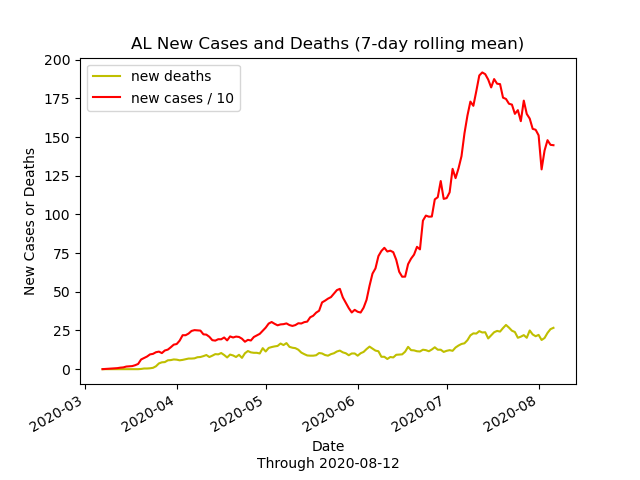 AL New Cases and Deaths (7-day rolling mean)
new deaths
new cases / 10
200
175
150
125
100
75
50
25
0
New Cases or Deaths
2020-03
2020-04
2020-05
2020-06
2020-07
2020-08
Date
Through 2020-08-12